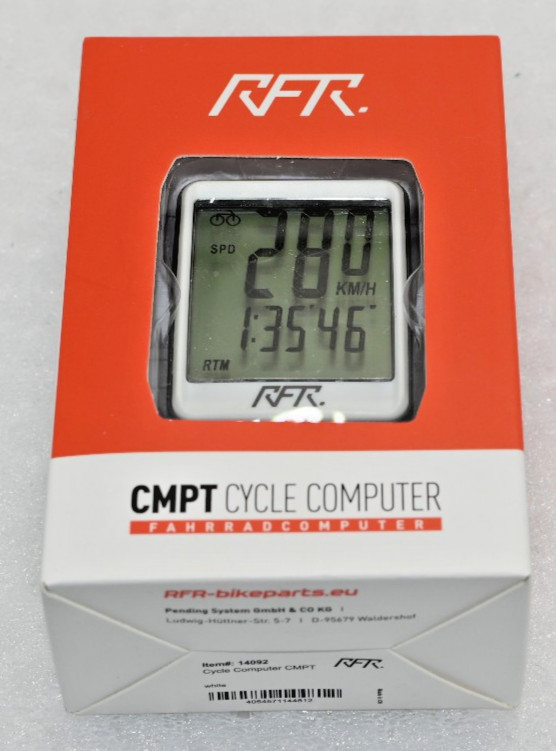 RFR.
SPD
280
KM/H
1:35'46"
RTM
RFR.
CMPT CYCLE COMPUTER
FAHRRADCOMPUTER
RFR-bikeparts.eu
Pending System GmbH & CO KG |
Ludwig-Hüttner-Str. 5-7 | D-95679 Waldershof
Item#: 14092
Cycle Computer CMPT
RFR.
white
4054571144812